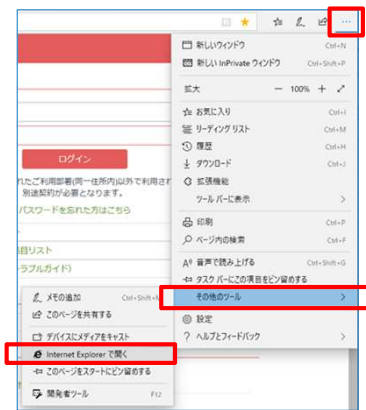 新しいウィンドウ Ctrl+N
新しい InPrivate ウィンドウ Ctrl+Shift+P
拡大 — 100% +
お気に入り Ctrl+I
リーディング リスト Ctrl+M
履歴 Ctrl+H
ダウンロード Ctrl+J
拡張機能
ツール バーに表示
印刷 Ctrl+P
ページ内の検索 Ctrl+F
音声で読み上げる Ctrl+Shift+G
タスク バーにこの項目をピン留めする
その他のツール
設定
ヘルプとフィードバック
ログイン
れたご利用部署(同一住所内)以外で利用され
別途契約が必要となります。
パスワードを忘れた方はこちら
目リスト
ラブルガイド)
メモの追加 Ctrl+Shift+M
このページを共有する
デバイスにメディアをキャスト
Internet Explorer で開く
このページをスタートにピン留めする
開発者ツール F12